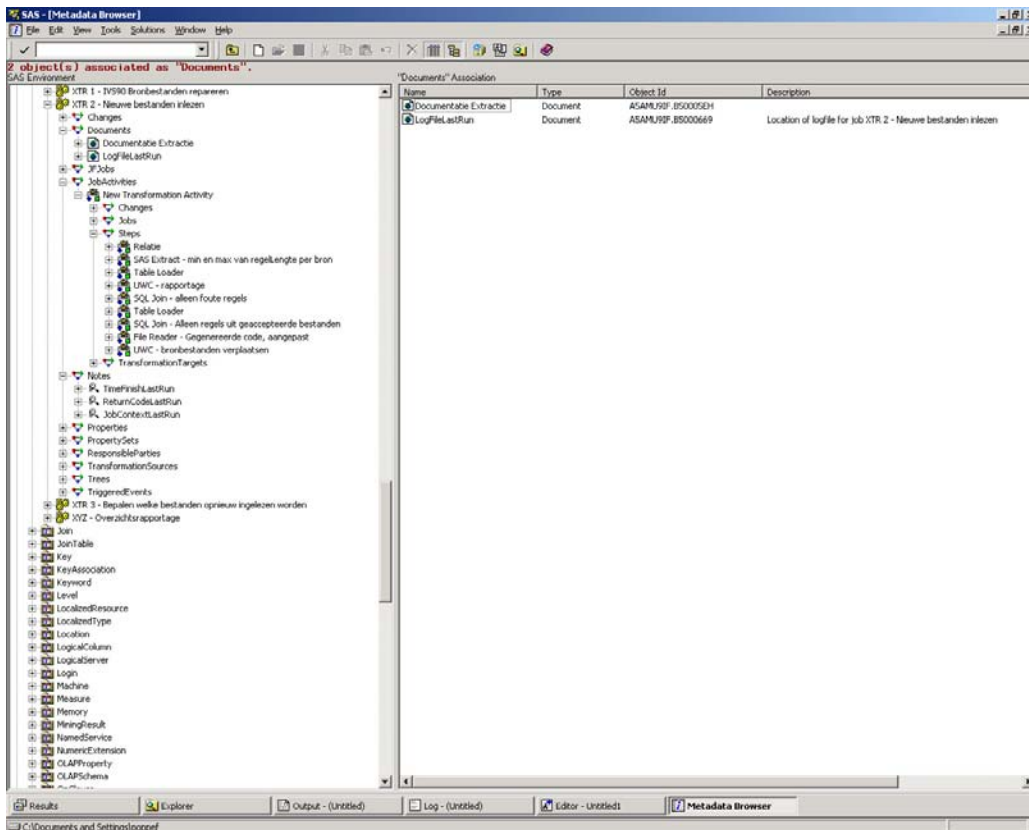 SAS - [Metadata Browser]
File Edit View Tools Solutions Window Help
2 object(s) associated as "Documents".
SAS Environment
"Documents" Association
XTR 1 - IVS90 Bronbestanden repareren
XTR 2 - Nieuwe bestanden inlezen
Changes
Documents
Documentatie Extractie
LogFileLastRun
JFJobs
JobActivities
New Transformation Activity
Changes
Jobs
Steps
Relatie
SAS Extract - min en max van regelLengte per bron
Table Loader
UWC - rapportage
SQL Join - alleen foute regels
Table Loader
SQL Join - Alleen regels uit geaccepteerde bestanden
File Reader - Gegenereerde code, aangepast
UWC - bronbestanden verplaatsen
TransformationTargets
Notes
TimeFinishLastRun
ReturnCodeLastRun
JobContextLastRun
Properties
PropertySets
ResponsibleParties
TransformationSources
Trees
TriggeredEvents
XTR 3 - Bepalen welke bestanden opnieuw ingelezen worden
XYZ - Overzichtsrapportage
Join
JoinTable
Key
KeyAssociation
Keyword
Level
LocalizedResource
LocalizedType
Location
LogicalColumn
LogicalServer
Login
Machine
Measure
Memory
MiningResult
NamedService
NumericExtension
OLAPProperty
OLAPSchema
Name Type Object Id Description
Documentatie Extractie Document A5AMU9IF.B50005EH
LogFileLastRun Document A5AMU9IF.B5000669 Location of logfile for job XTR 2 - Nieuwe bestanden inlezen
Results Explorer Output - (Untitled) Log - (Untitled) Editor - Untitled1 Metadata Browser
C:\Documents and Settings\poppef